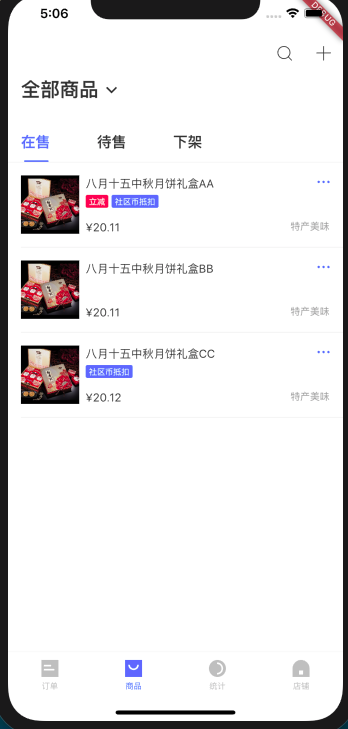 5:06
DEBUG
全部商品
在售 待售 下架
八月十五中秋月饼礼盒AA
立减 社区币抵扣
¥20.11 特产美味
八月十五中秋月饼礼盒BB
¥20.11 特产美味
八月十五中秋月饼礼盒CC
社区币抵扣
¥20.12 特产美味
订单 商品 统计 店铺